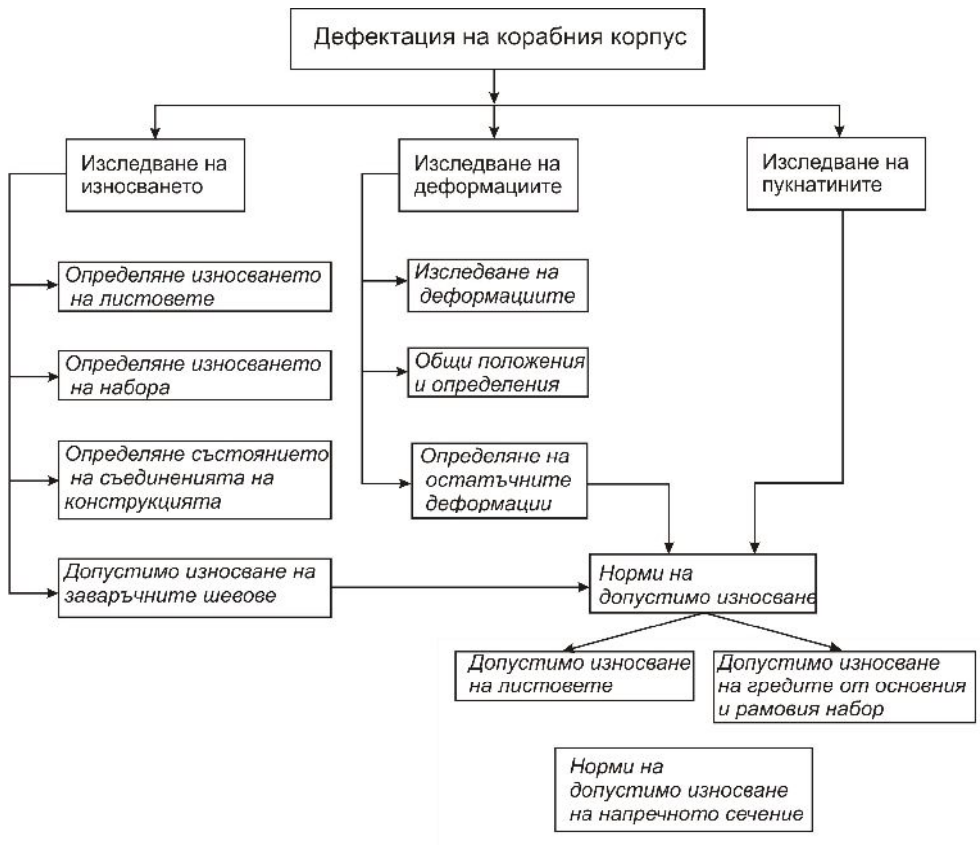 Дефектация на корабния корпус
Изследване на
износването
Изследване на
деформациите
Изследване на
пукнатините
Определяне износването
на листовете
Определяне износването
на набора
Определяне състоянието
на съединенията на
конструкцията
Допустимо износване на
заваръчните шевове
Изследване на
деформациите
Общи положения
и определения
Определяне на
остатъчните
деформации
Норми на
допустимо износване
Допустимо износване
на листовете
Допустимо износване
на гредите от основния
и рамовия набор
Норми на
допустимо износване
на напречното сечение